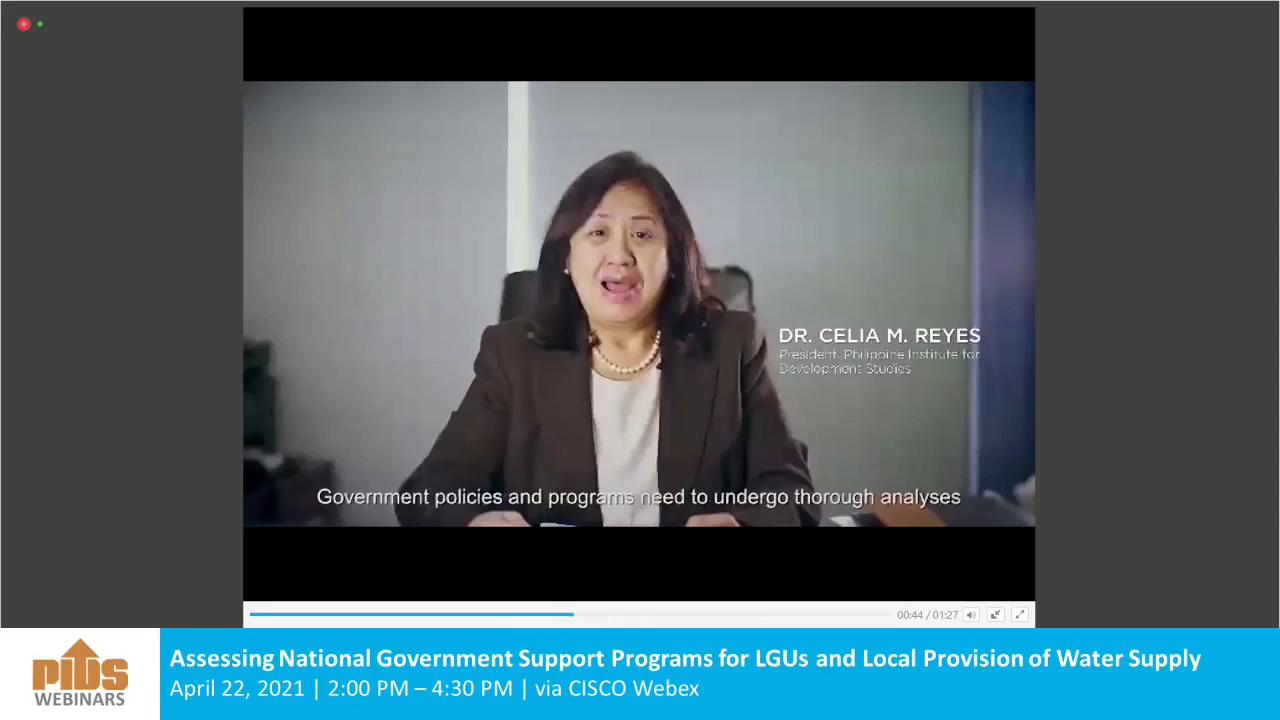 DR. CELIA M. REYES
President, Philippine Institute for
Development Studies
Government policies and programs need to undergo thorough analyses
00:44 / 01:27
PIDS
WEBINARS
Assessing National Government Support Programs for LGUs and Local Provision of Water Supply
April 22, 2021 | 2:00 PM – 4:30 PM | via CISCO Webex